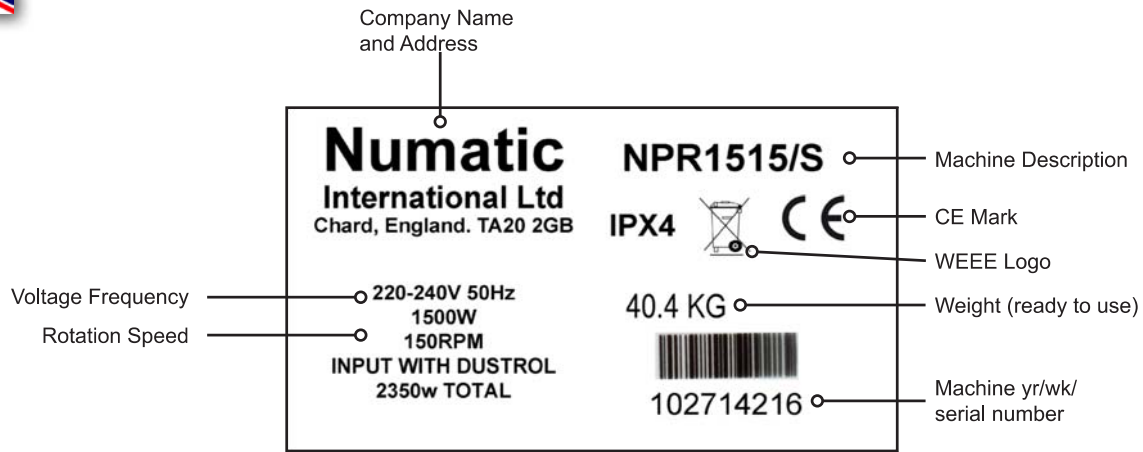 Company Name
and Address
Numatic
International Ltd
Chard, England. TA20 2GB
NPR1515/S
Machine Description
IPX4
CE
CE Mark
WEEE Logo
Voltage Frequency
220-240V 50Hz
1500W
Rotation Speed
150RPM
INPUT WITH DUSTROL
2350w TOTAL
40.4 KG
Weight (ready to use)
102714216
Machine yr/wk/
serial number